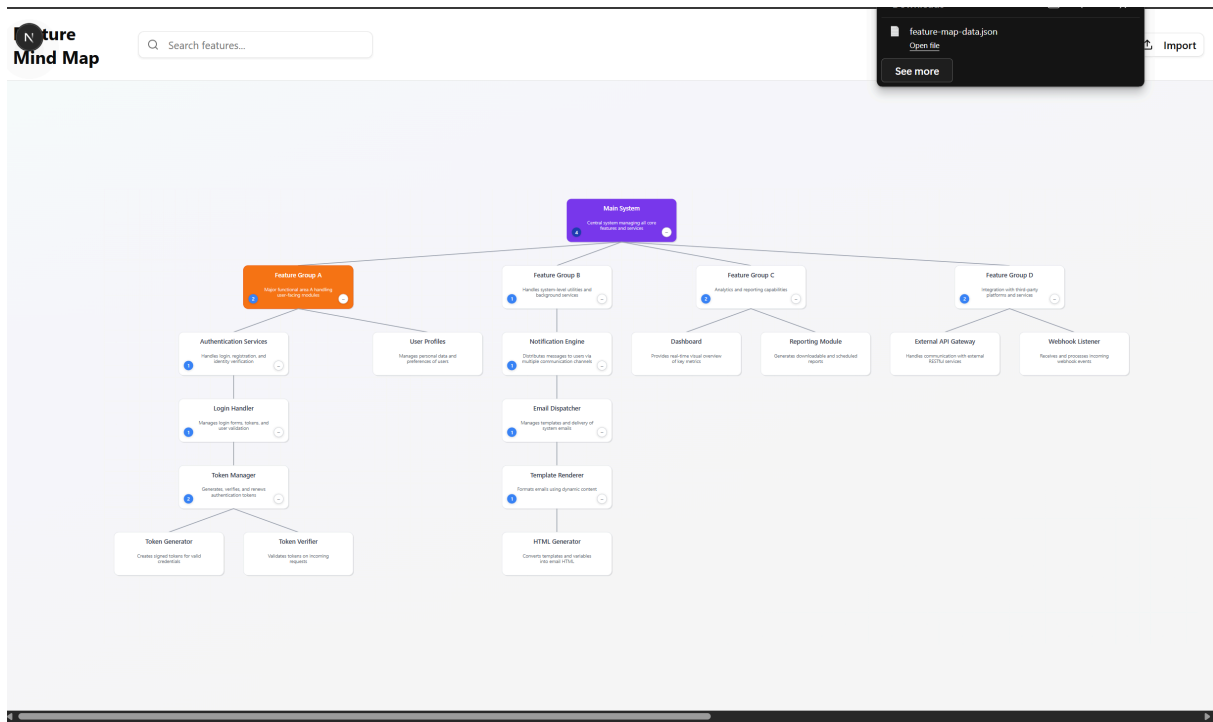 N
ture
Mind Map
Search features...
feature-map-data.json
Open file
See more
Import
Main System
Central system managing all core
features and services
4
Feature Group A
Major functional area A handling
user-facing modules
2
Feature Group B
Handles system-level utilities and
background services
1
Feature Group C
Analytics and reporting capabilities
2
Feature Group D
Integration with third-party
platforms and services
2
Authentication Services
Handles login, registration, and
identity verification
1
User Profiles
Manages personal data and
preferences of users
Notification Engine
Distributes messages to users via
multiple communication channels
1
Dashboard
Provides real-time visual overview
of key metrics
Reporting Module
Generates downloadable and scheduled
reports
External API Gateway
Handles communication with external
RESTful services
Webhook Listener
Receives and processes incoming
webhook events
Login Handler
Manages login forms, tokens, and
user validation
1
Email Dispatcher
Manages templates and delivery of
system emails
1
Token Manager
Generates, verifies, and renews
authentication tokens
2
Template Renderer
Formats emails using dynamic content
1
Token Generator
Creates signed tokens for valid
credentials
Token Verifier
Validates tokens on incoming
requests
HTML Generator
Converts templates and variables
into email HTML